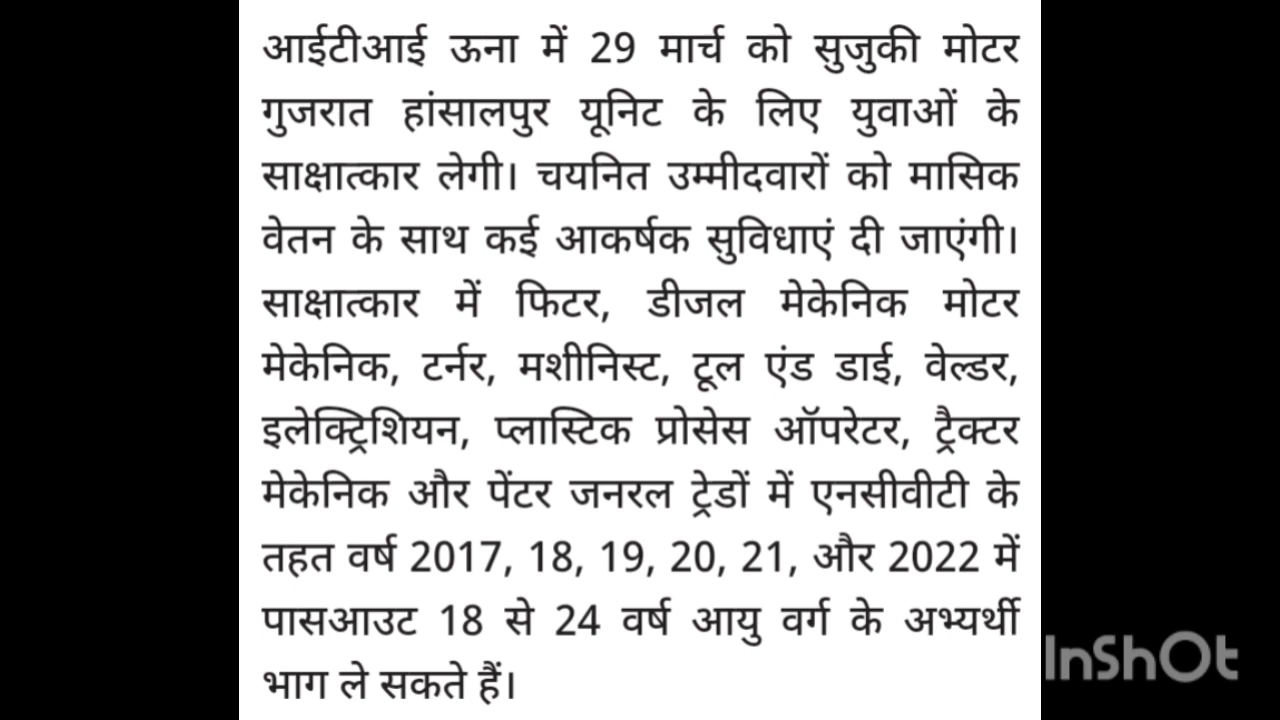 आईटीआई ऊना में 29 मार्च को सुजुकी मोटर
गुजरात हांसालपुर यूनिट के लिए युवाओं के
साक्षात्कार लेगी। चयनित उम्मीदवारों को मासिक
वेतन के साथ कई आकर्षक सुविधाएं दी जाएंगी।
साक्षात्कार में फिटर, डीजल मेकेनिक मोटर
मेकेनिक, टर्नर, मशीनिस्ट, टूल एंड डाई, वेल्डर,
इलेक्ट्रिशियन, प्लास्टिक प्रोसेस ऑपरेटर, ट्रैक्टर
मेकेनिक और पेंटर जनरल ट्रेडों में एनसीवीटी के
तहत वर्ष 2017, 18, 19, 20, 21, और 2022 में
पासआउट 18 से 24 वर्ष आयु वर्ग के अभ्यर्थी
भाग ले सकते हैं।
InShOt